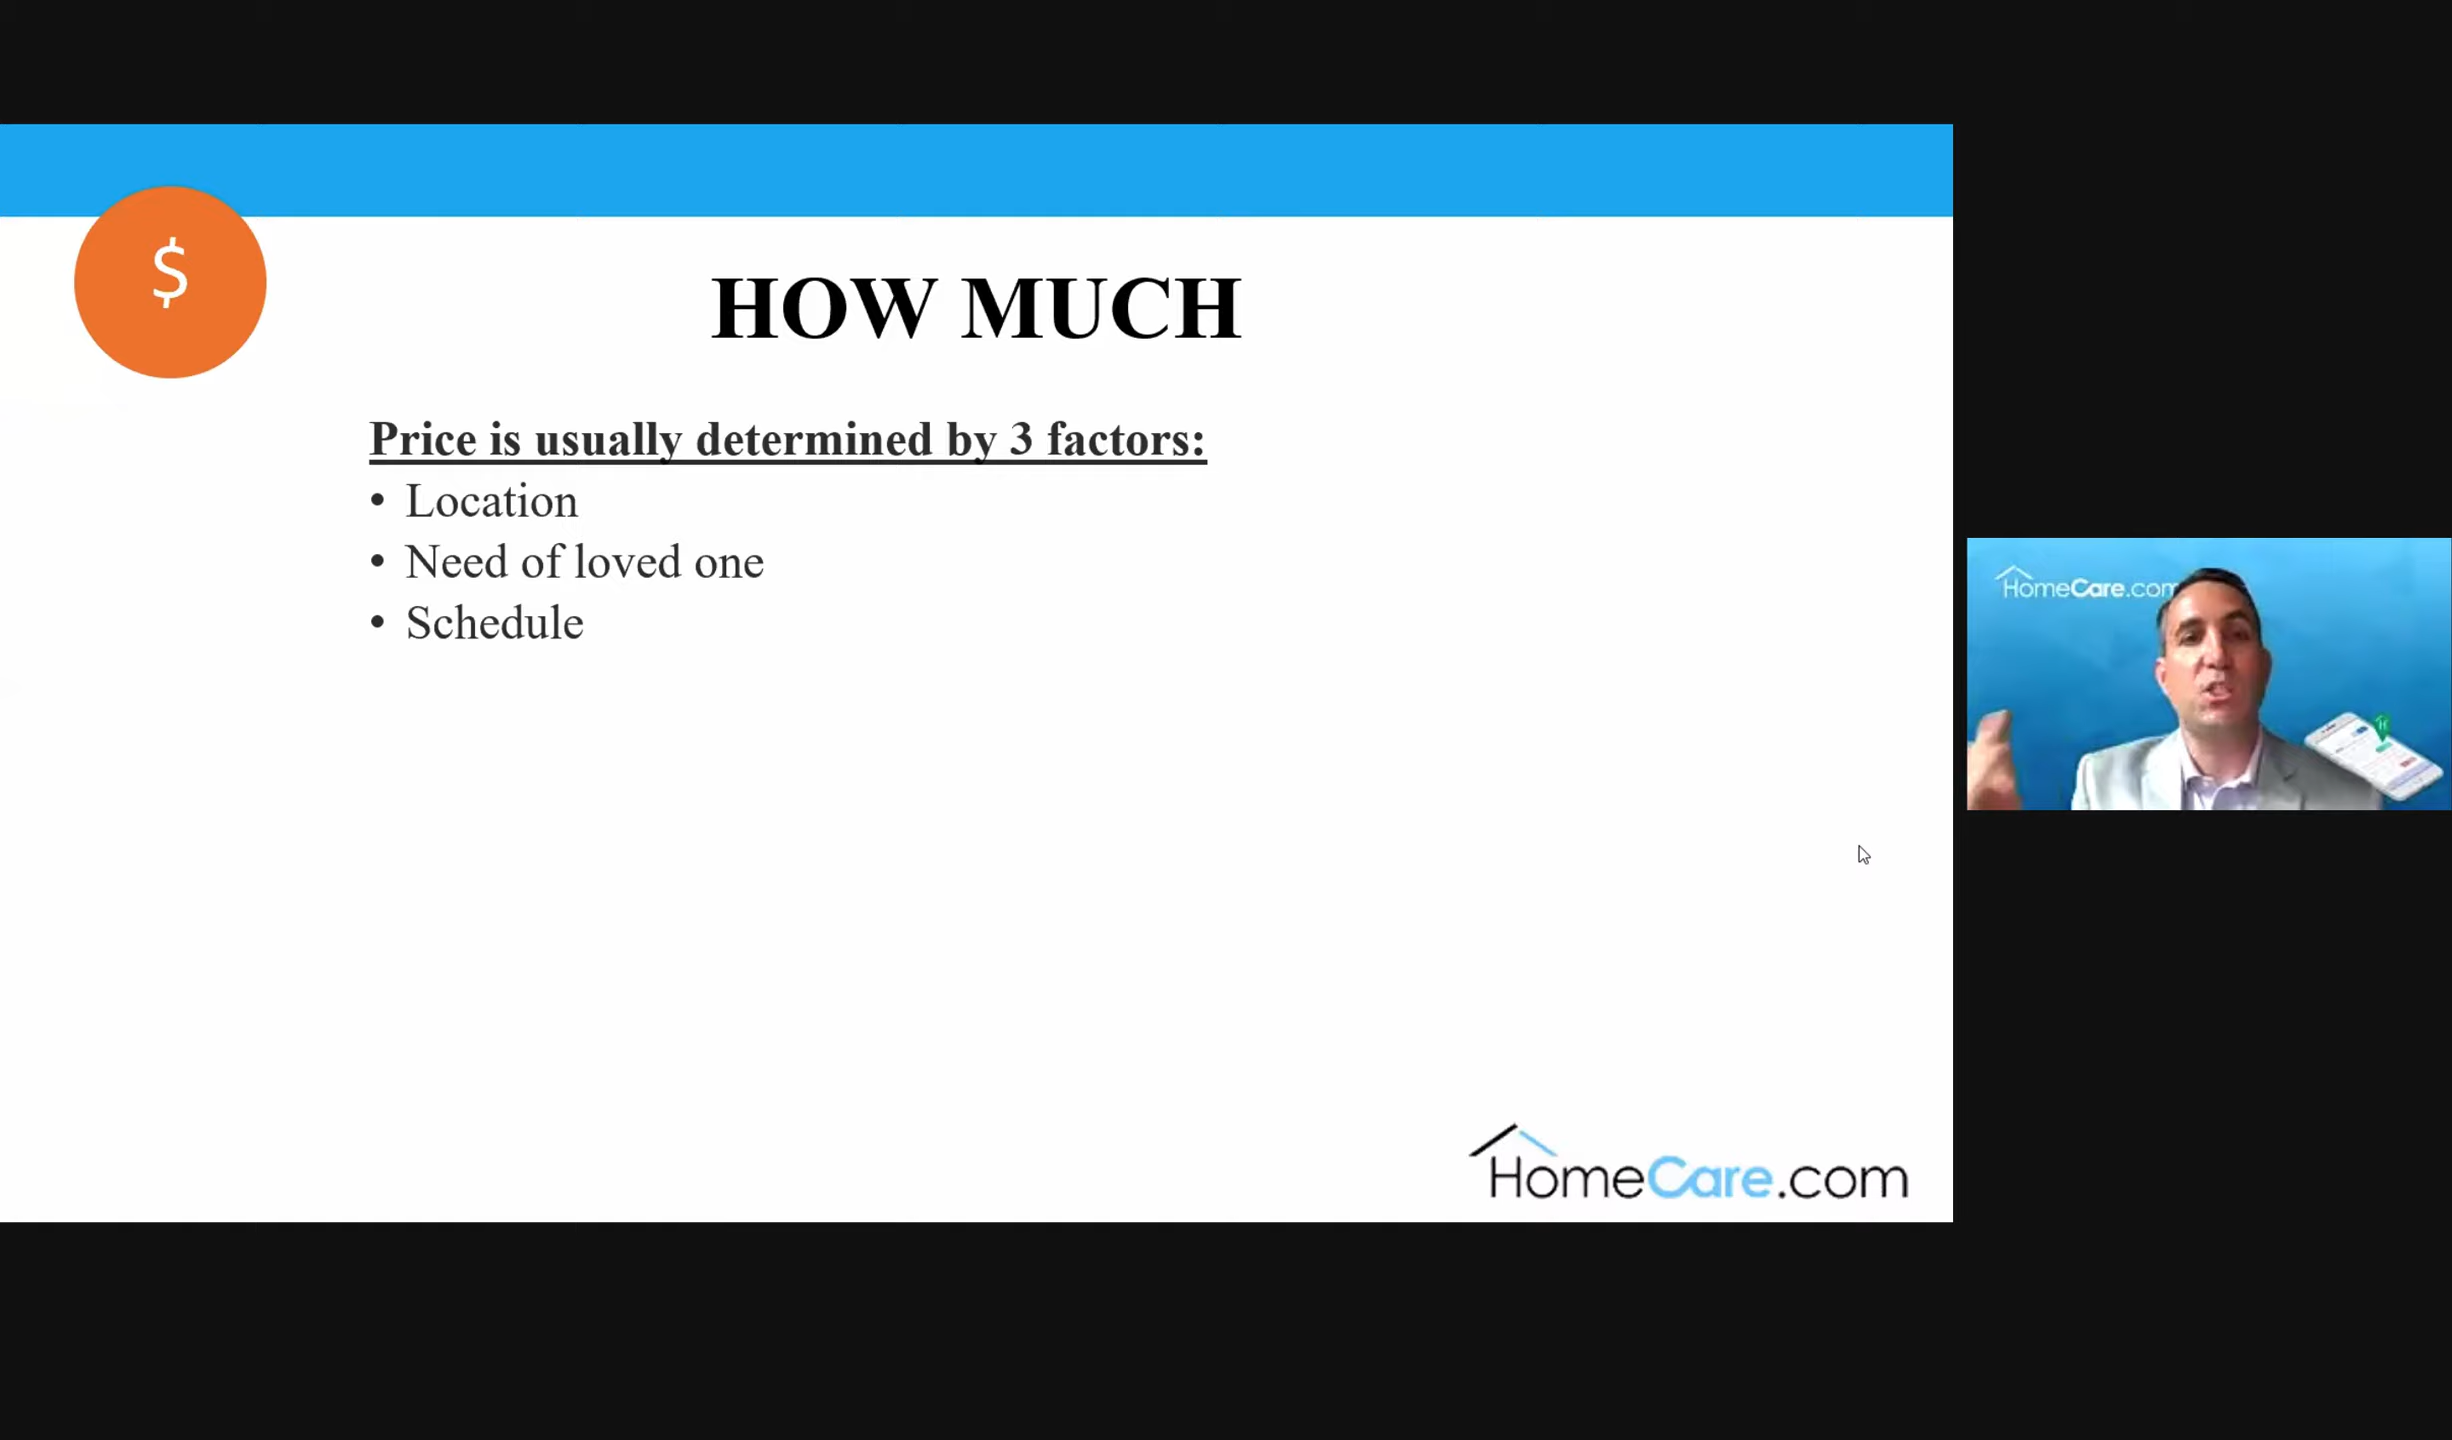 $
HOW MUCH
Price is usually determined by 3 factors:
• Location
• Need of loved one
• Schedule
HomeCare.com
HomeCare.com